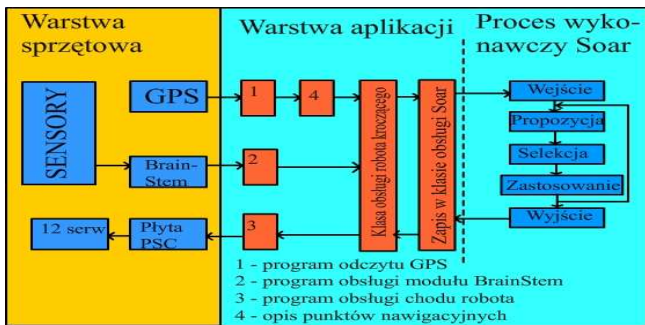 Warstwa
sprzętowa
Warstwa aplikacji
Proces wyko-
nawczy Soar
SENSORY
GPS
1
4
Klasa obsługi robota kroczącego
Zapis w klasie obsługi Soar
Wejście
Propozycja
Selekcja
Zastosowanie
Wyjście
Brain-
Stem
2
12 serw
Płyta
PSC
3
1 - program odczytu GPS
2 - program obsługi modułu BrainStem
3 - program obsługi chodu robota
4 - opis punktów nawigacyjnych